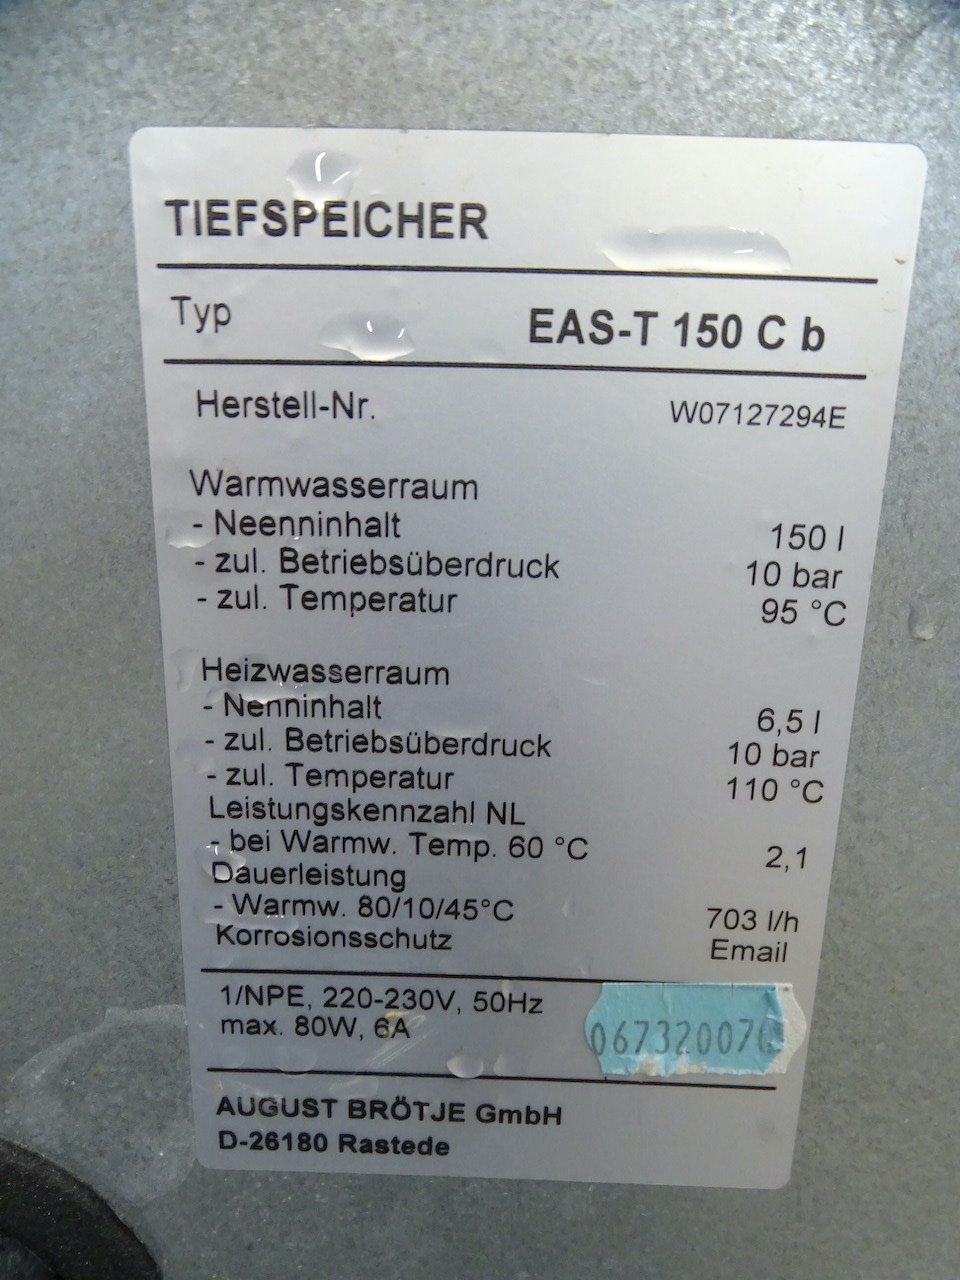 TIEFSPEICHER
Typ EAS-T 150 C b
Herstell-Nr. W07127294E
Warmwasserraum
- Neenninhalt 150 l
- zul. Betriebsüberdruck 10 bar
- zul. Temperatur 95 °C
Heizwasserraum
- Nenninhalt 6,5 l
- zul. Betriebsüberdruck 10 bar
- zul. Temperatur 110 °C
Leistungskennzahl NL
- bei Warmw. Temp. 60 °C 2,1
Dauerleistung
- Warmw. 80/10/45°C 703 l/h
Korrosionsschutz Email
1/NPE, 220-230V, 50Hz
max. 80W, 6A
AUGUST BRÖTJE GmbH
D-26180 Rastede